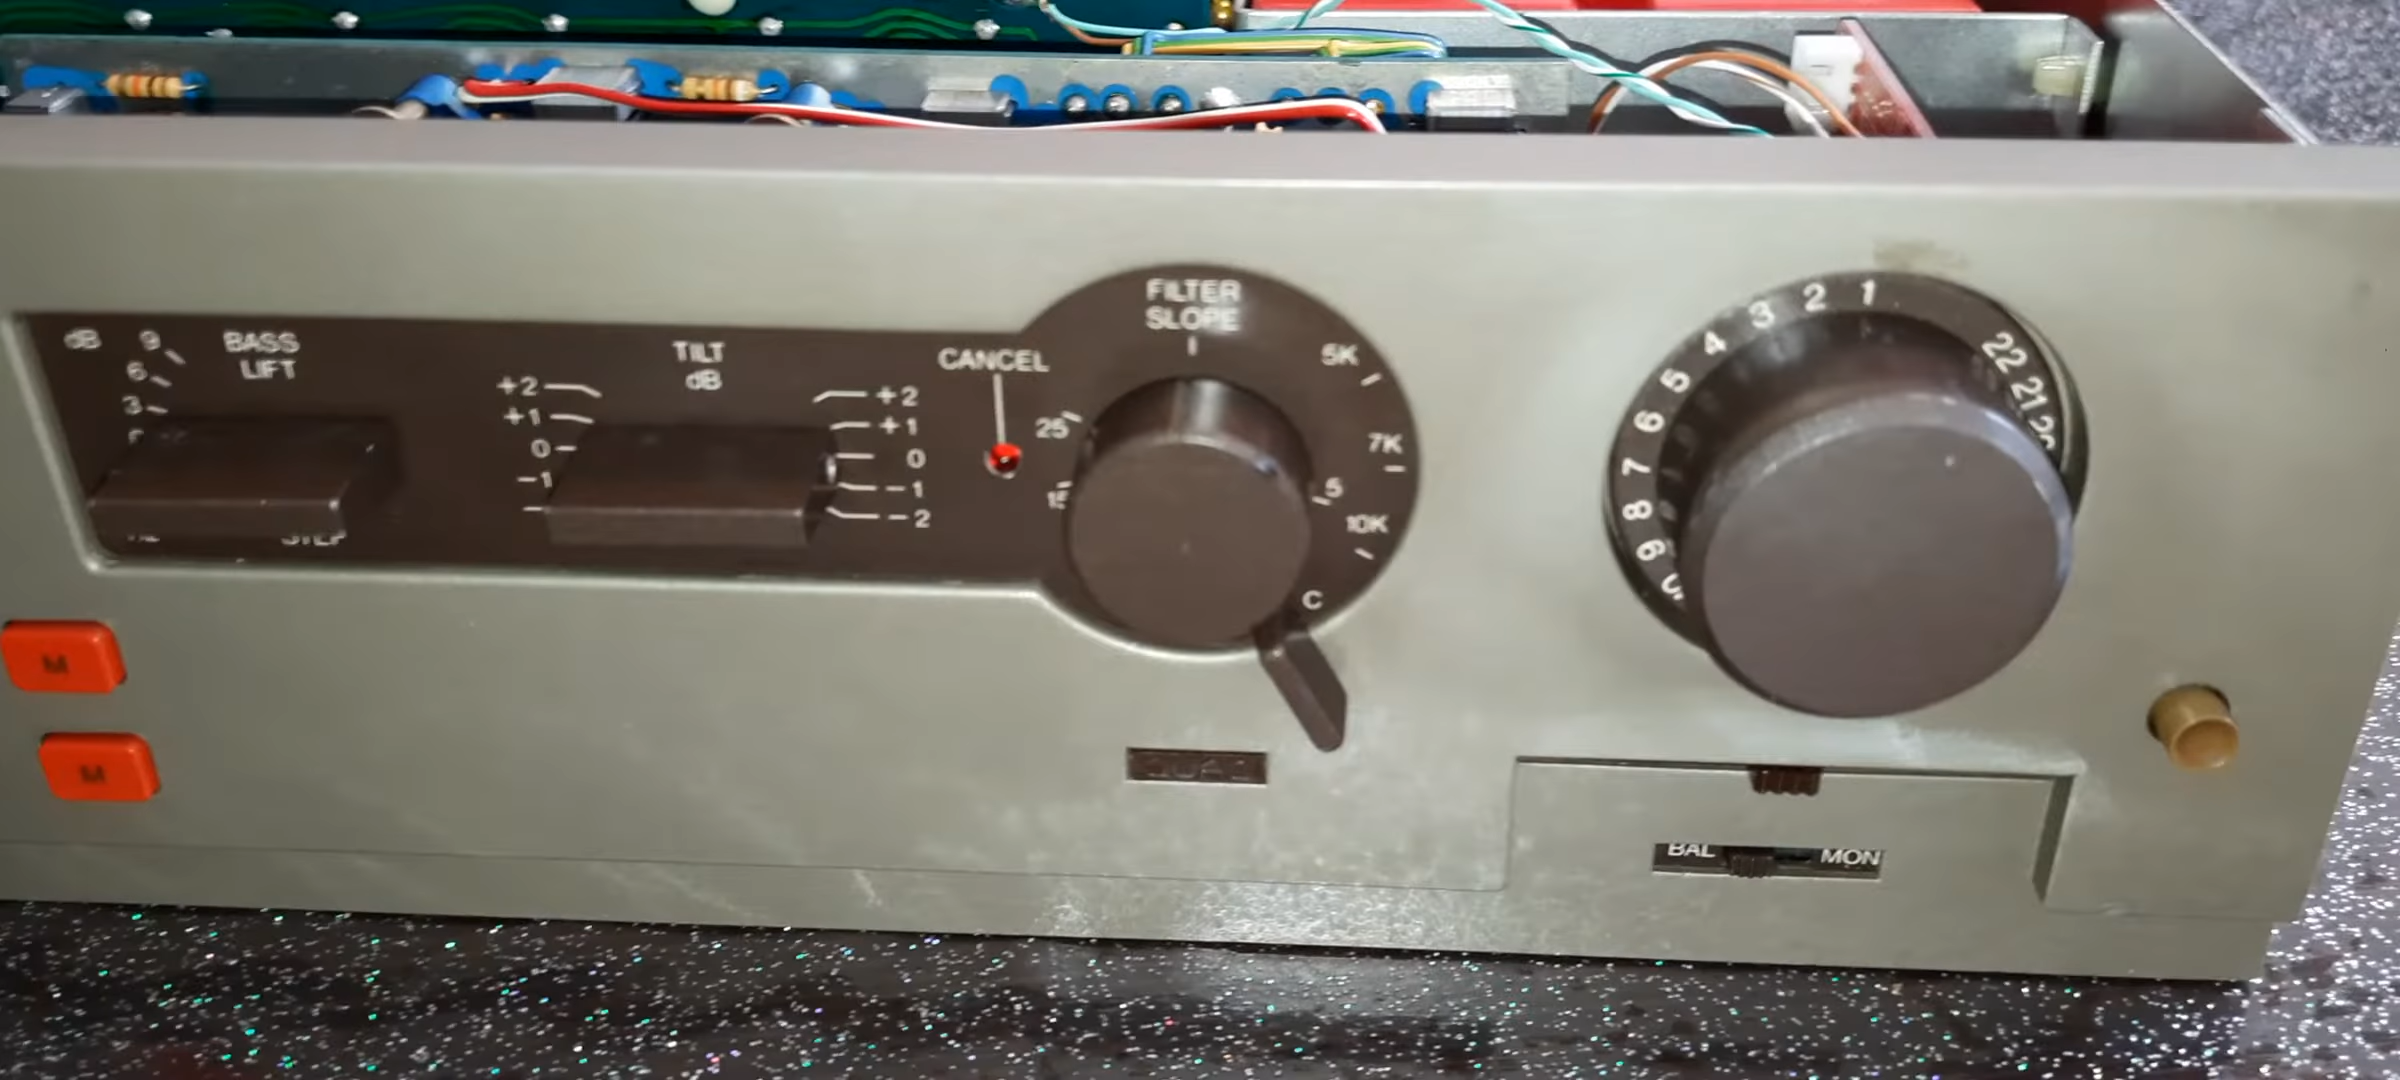 dB
9
6
3
BASS
LIFT
TILT
dB
+2
+1
0
-1
+2
+1
0
-1
-2
CANCEL
FILTER
SLOPE
25
5K
7K
5
10K
C
1
2
3
4
5
6
7
8
9
22
21
M
M
BAL
MON